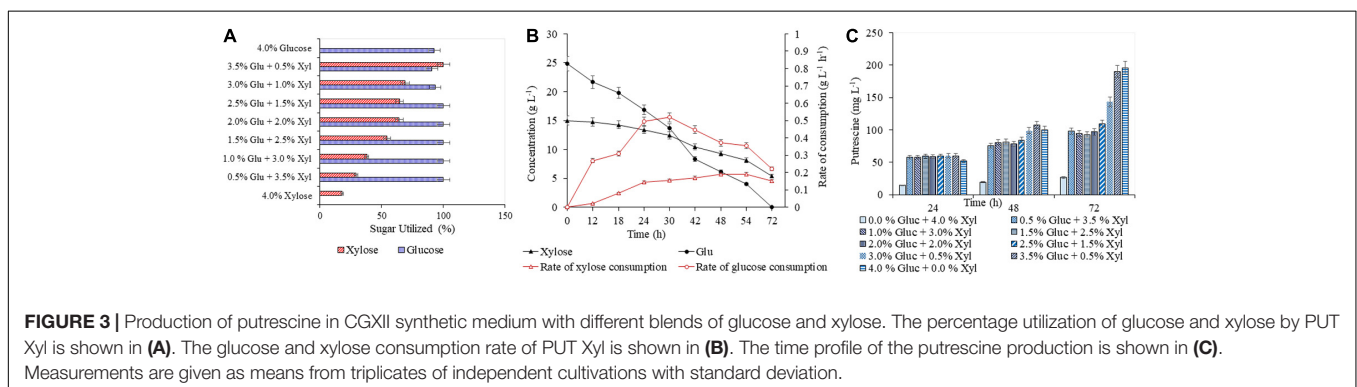 A
4.0% Glucose
3.5% Glu + 0.5% Xyl
3.0% Glu + 1.0% Xyl
2.5% Glu + 1.5% Xyl
2.0% Glu + 2.0% Xyl
1.5% Glu + 2.5% Xyl
1.0 % Glu + 3.0 % Xyl
0.5% Glu + 3.5% Xyl
4.0% Xylose
0 50 100 150
Sugar Utilized (%)
Xylose Glucose
B
Concentration (g L-1)
30
25
20
15
10
5
0
0 12 18 24 30 42 48 54 72
Time (h)
1
0.9
0.8
0.7
0.6
0.5
0.4
0.3
0.2
0.1
0
Rate of consumption (g L-1 h-1)
Xylose Glu
Rate of xylose consumption Rate of glucose consumption
C
Putrescine (mg L-1)
250
200
150
100
50
0
24 48 72
Time (h)
0.0 % Gluc + 4.0 % Xyl 0.5 % Gluc + 3.5 % Xyl
1.0% Gluc + 3.0% Xyl 1.5% Gluc + 2.5% Xyl
2.0% Gluc + 2.0% Xyl 2.5% Gluc + 1.5% Xyl
3.0% Gluc + 0.5% Xyl 3.5% Gluc + 0.5% Xyl
4.0% Gluc + 0.0 % Xyl
FIGURE 3 | Production of putrescine in CGXII synthetic medium with different blends of glucose and xylose. The percentage utilization of glucose and xylose by PUT
Xyl is shown in (A). The glucose and xylose consumption rate of PUT Xyl is shown in (B). The time profile of the putrescine production is shown in (C).
Measurements are given as means from triplicates of independent cultivations with standard deviation.